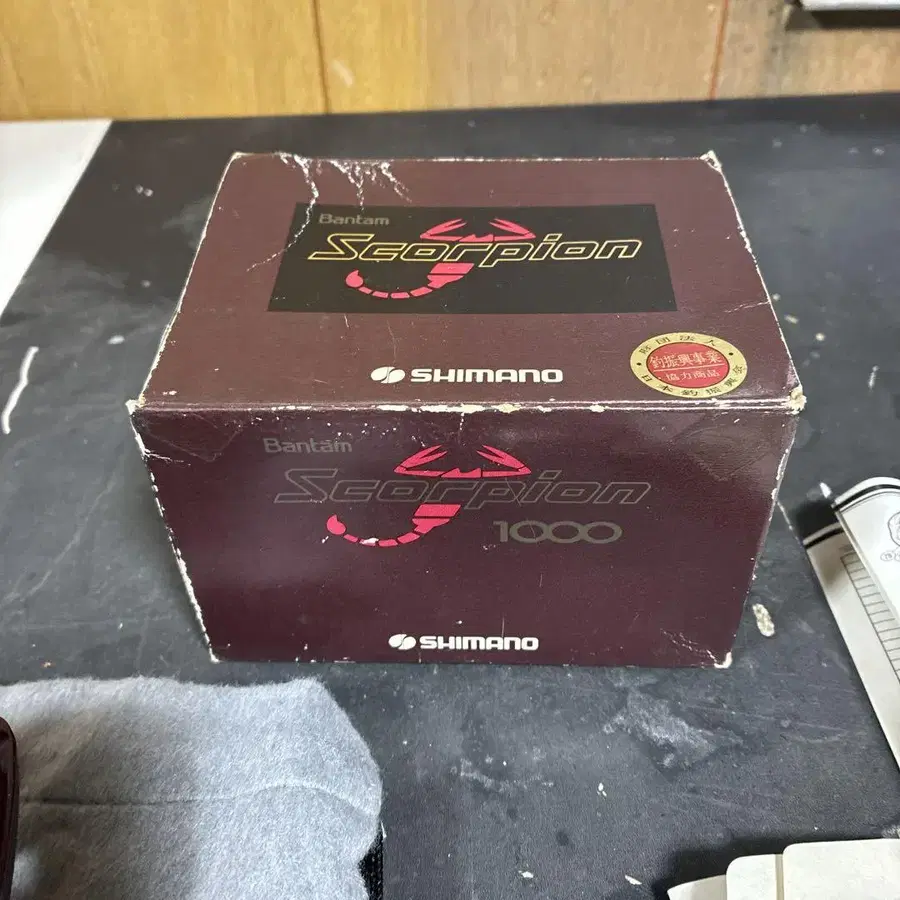 Bantam
Scorpion
SHIMANO
財団法人
釣振興事業
協力商品
日本釣振興会
Bantam
Scorpion
1000
SHIMANO